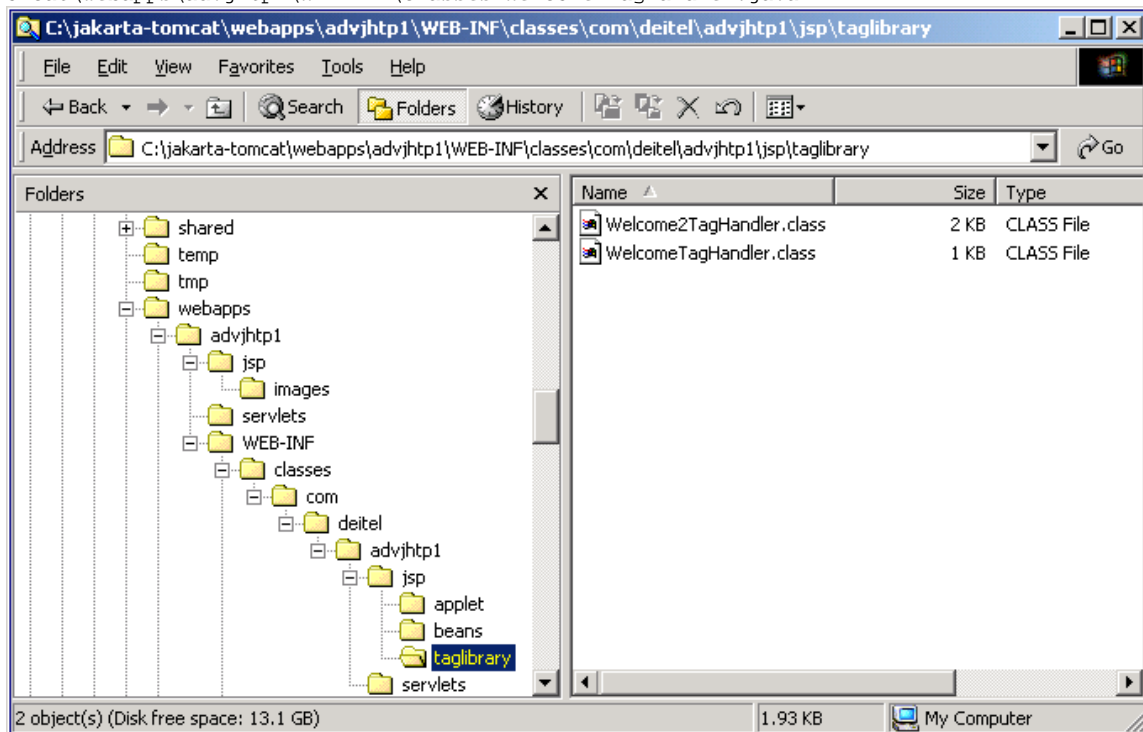 C:\jakarta-tomcat\webapps\advjhtp1\WEB-INF\classes\com\deitel\advjhtp1\jsp\taglibrary
File Edit View Favorites Tools Help
Back Search Folders History
Address C:\jakarta-tomcat\webapps\advjhtp1\WEB-INF\classes\com\deitel\advjhtp1\jsp\taglibrary Go
Folders
Name Size Type
shared
temp
tmp
webapps
advjhtp1
jsp
images
servlets
WEB-INF
classes
com
deitel
advjhtp1
jsp
applet
beans
taglibrary
servlets
Welcome2TagHandler.class 2 KB CLASS File
WelcomeTagHandler.class 1 KB CLASS File
2 object(s) (Disk free space: 13.1 GB) 1.93 KB My Computer